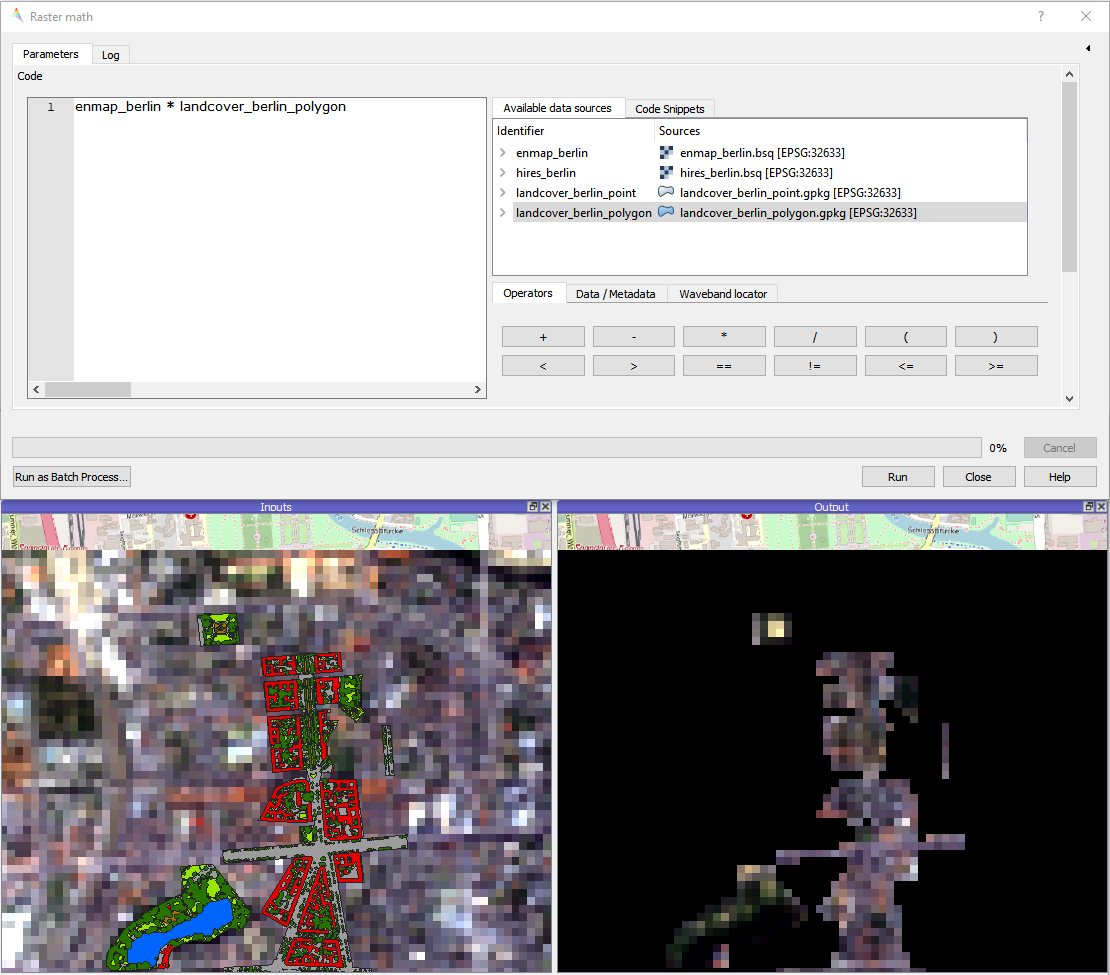 Raster math
?
Parameters
Log
Code
1 enmap_berlin * landcover_berlin_polygon
Available data sources
Code Snippets
Identifier
Sources
enmap_berlin
enmap_berlin.bsq [EPSG:32633]
hires_berlin
hires_berlin.bsq [EPSG:32633]
landcover_berlin_point
landcover_berlin_point.gpkg [EPSG:32633]
landcover_berlin_polygon
landcover_berlin_polygon.gpkg [EPSG:32633]
Operators
Data / Metadata
Waveband locator
+ - * / ( )
< > == != <= >=
0%
Cancel
Run as Batch Process...
Run
Close
Help
Inputs
Output
Schlossbrücke
Schlossbrücke